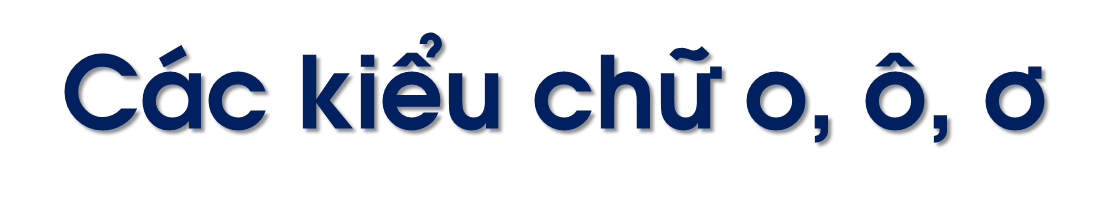 Các kiểu chữ o, ô, ơ